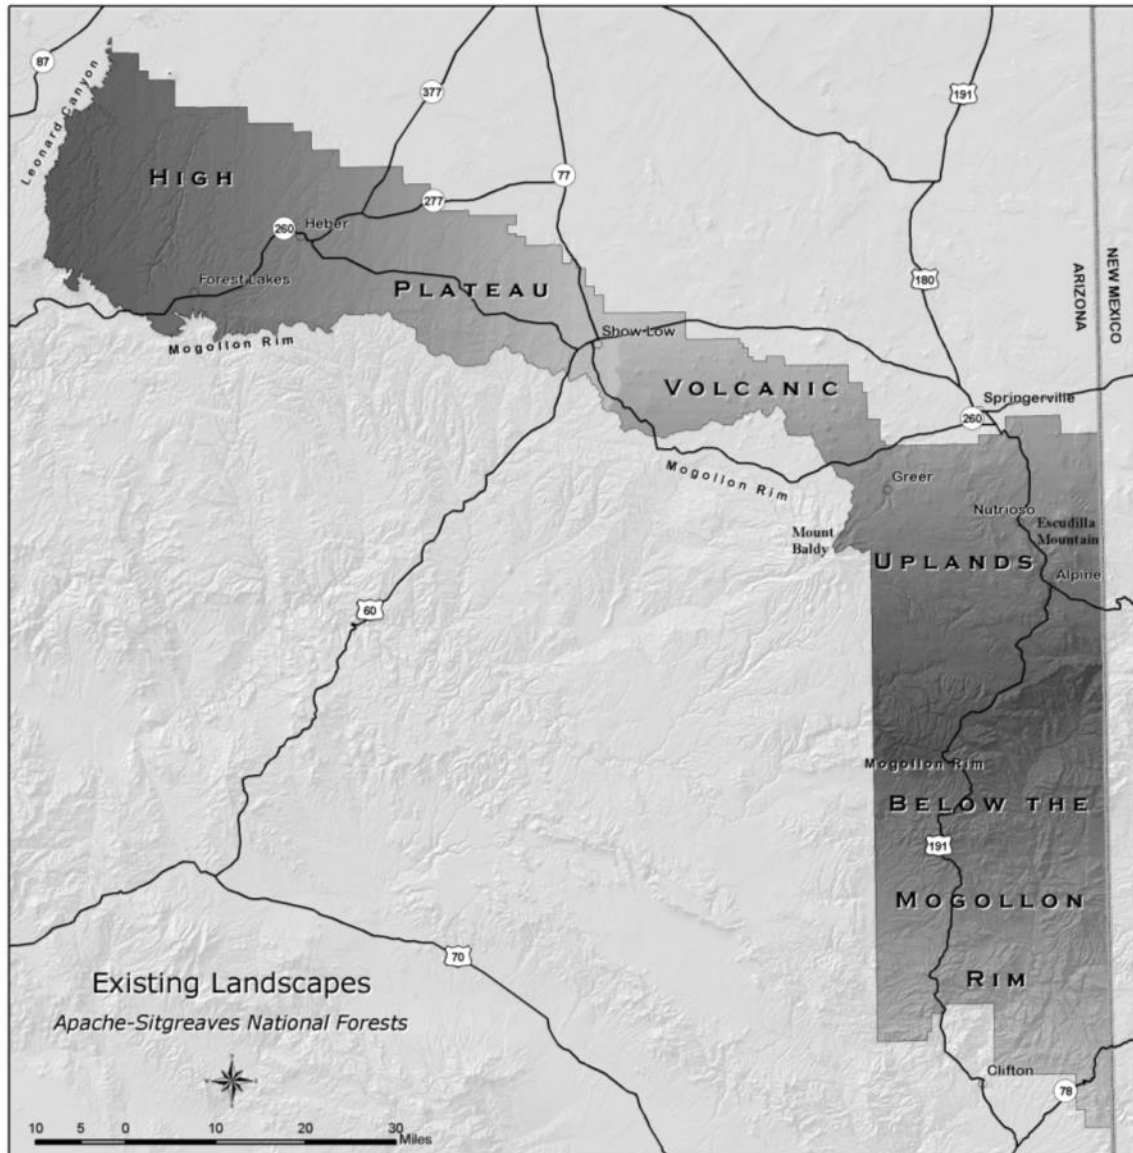 87
377
191
Leonard Canyon
HIGH
77
277
260
Heber
Forest Lakes
PLATEAU
180
ARIZONA
NEW MEXICO
Mogollon Rim
Show Low
VOLCANIC
Springerville
260
Mogollon Rim
Greer
Nutrioso
Escudilla
Mountain
Mount
Baldy
UPLANDS
Alpine
60
Mogollon Rim
BELOW THE
191
MOGOLLON
70
RIM
Existing Landscapes
Apache-Sitgreaves National Forests
Clifton
78
10 5 0 10 20 30
Miles